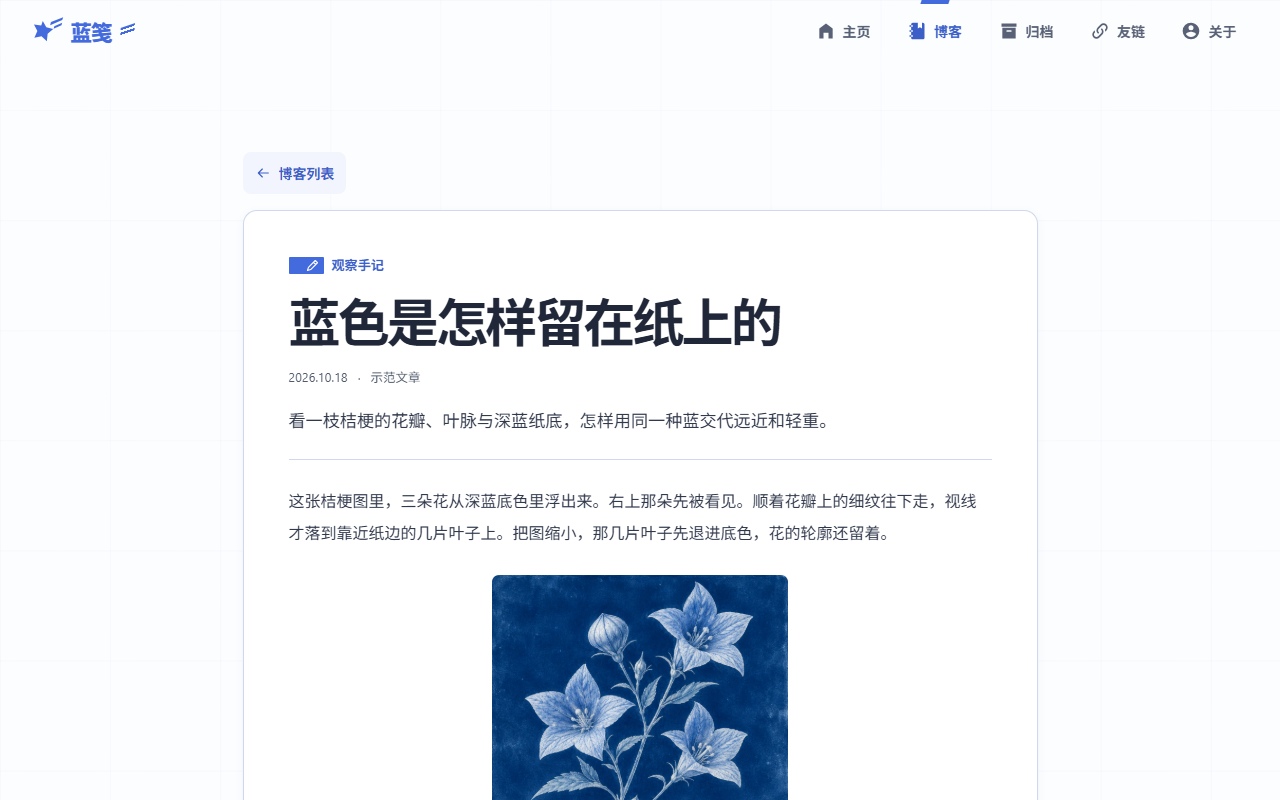 蓝笺
主页
博客
归档
友链
关于
博客列表
观察手记
蓝色是怎样留在纸上的
2026.10.18 · 示范文章
看一枝桔梗的花瓣、叶脉与深蓝纸底，怎样用同一种蓝交代远近和轻重。
这张桔梗图里，三朵花从深蓝底色里浮出来。右上那朵先被看见。顺着花瓣上的细纹往下走，视线
才落到靠近纸边的几片叶子上。把图缩小，那几片叶子先退进底色，花的轮廓还留着。